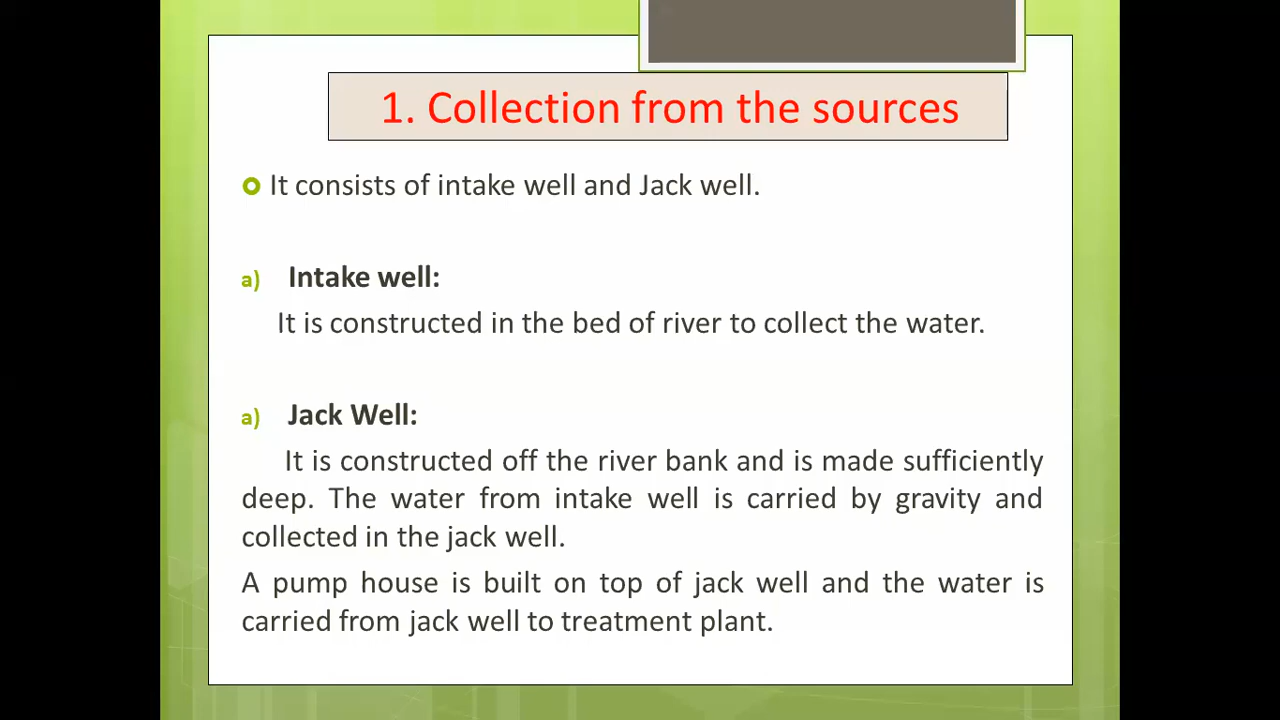 1. Collection from the sources
It consists of intake well and Jack well.
a) Intake well:
It is constructed in the bed of river to collect the water.
a) Jack Well:
It is constructed off the river bank and is made sufficiently
deep. The water from intake well is carried by gravity and
collected in the jack well.
A pump house is built on top of jack well and the water is
carried from jack well to treatment plant.